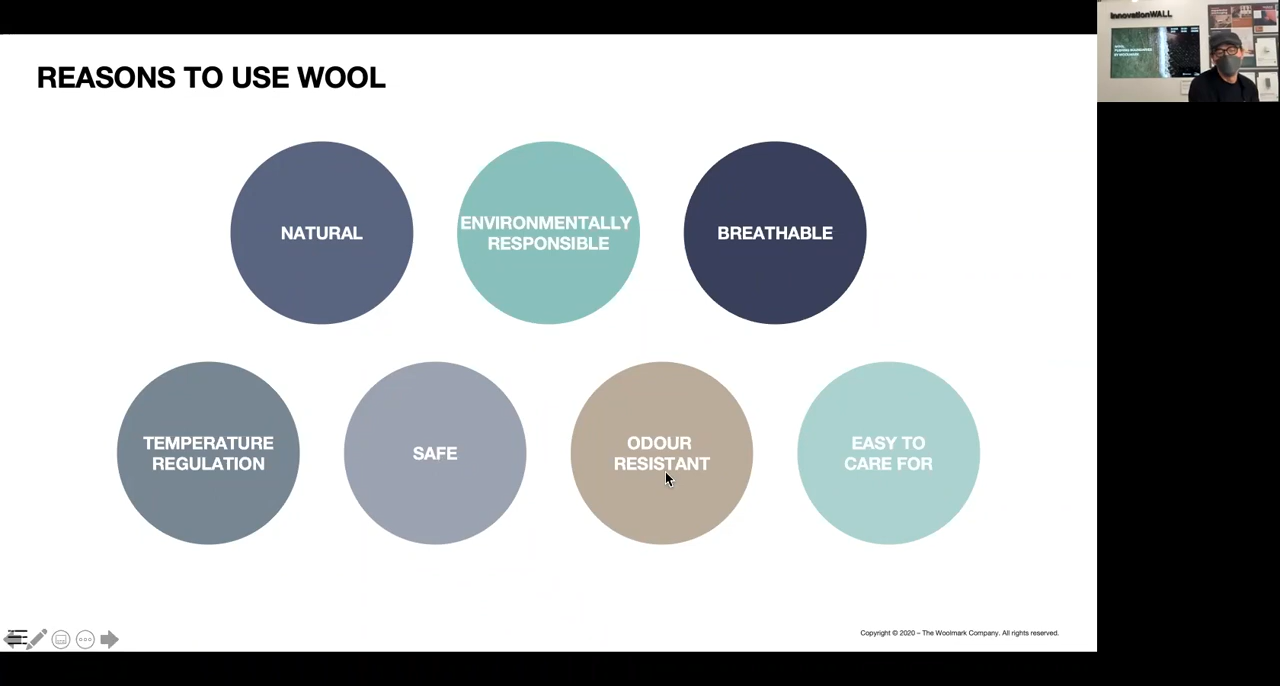 REASONS TO USE WOOL
InnovationWALL
NATURAL
ENVIRONMENTALLY
RESPONSIBLE
BREATHABLE
TEMPERATURE
REGULATION
SAFE
ODOUR
RESISTANT
EASY TO
CARE FOR
Copyright © 2020 – The Woolmark Company. All rights reserved.